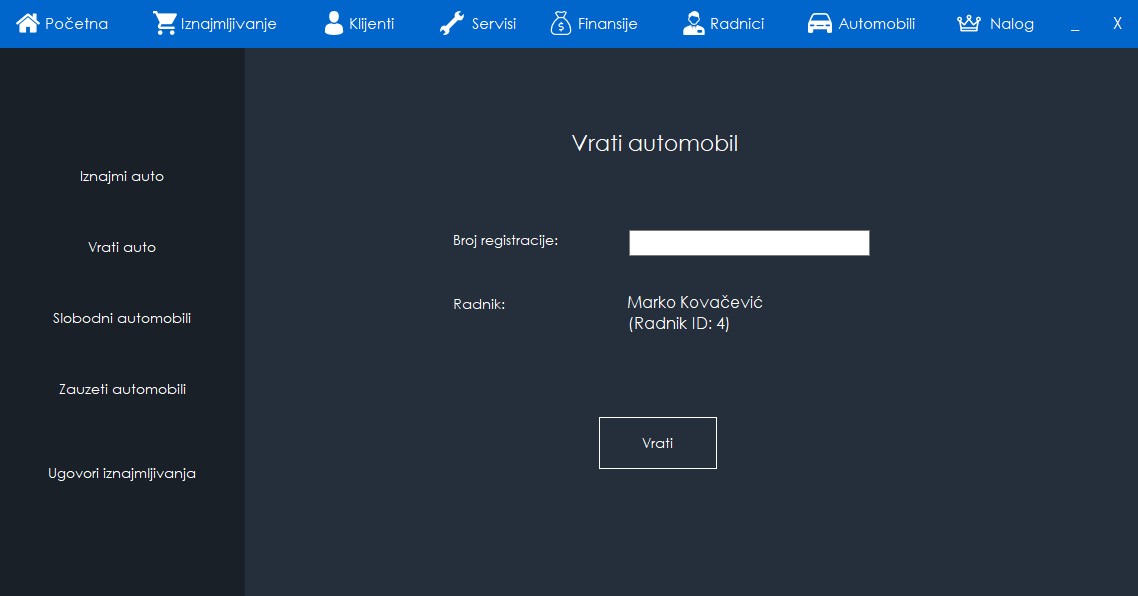 Početna Iznajmljivanje Klijenti Servisi Finansije Radnici Automobili Nalog _ X
Vrati automobil
Iznajmi auto
Vrati auto
Slobodni automobili
Zauzeti automobili
Ugovori iznajmljivanja
Broj registracije:
Radnik: Marko Kovačević
(Radnik ID: 4)
Vrati